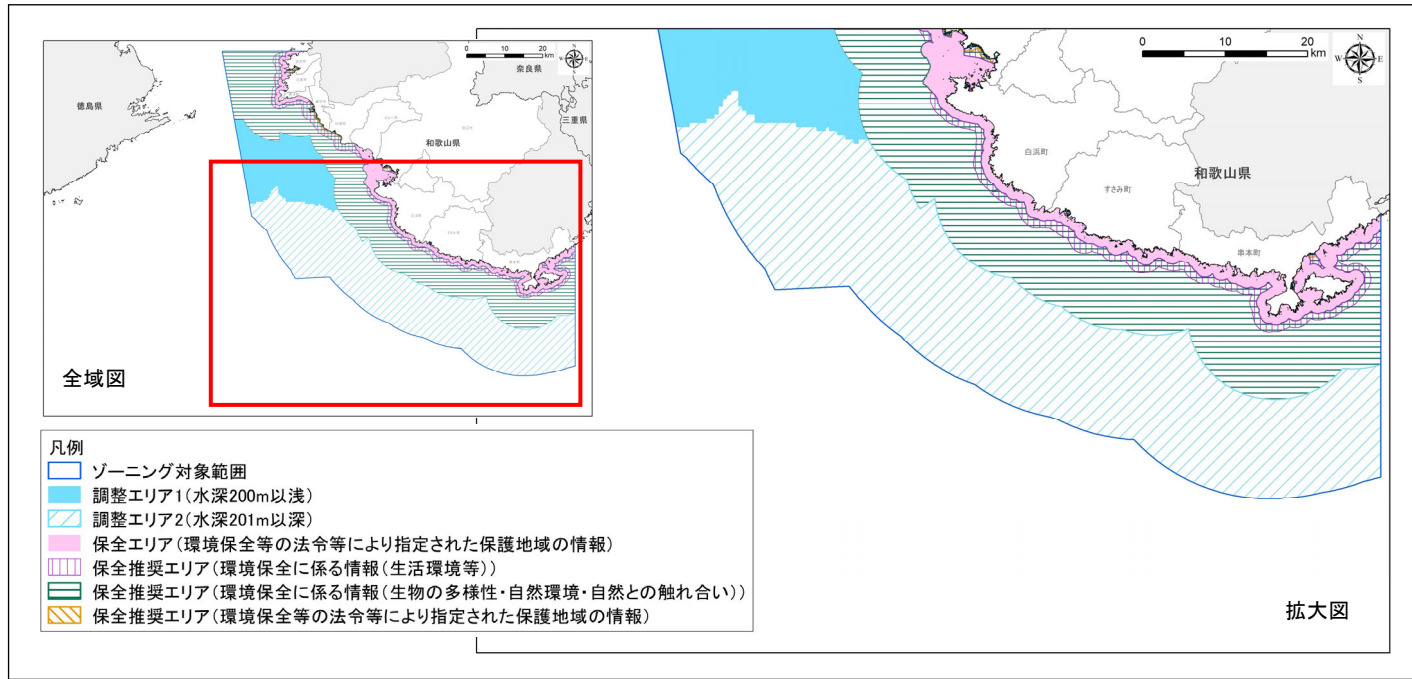 0 10 20
km
N
W E
S
奈良県
徳島県
三重県
和歌山県
全域図
0 10 20
km
N
W E
S
白浜町
すさみ町
和歌山県
串本町
拡大図
凡例
ゾーニング対象範囲
調整エリア1(水深200m以浅)
調整エリア2(水深201m以深)
保全エリア(環境保全等の法令等により指定された保護地域の情報)
保全推奨エリア(環境保全に係る情報(生活環境等))
保全推奨エリア(環境保全に係る情報(生物の多様性・自然環境・自然との触れ合い))
保全推奨エリア(環境保全等の法令等により指定された保護地域の情報)